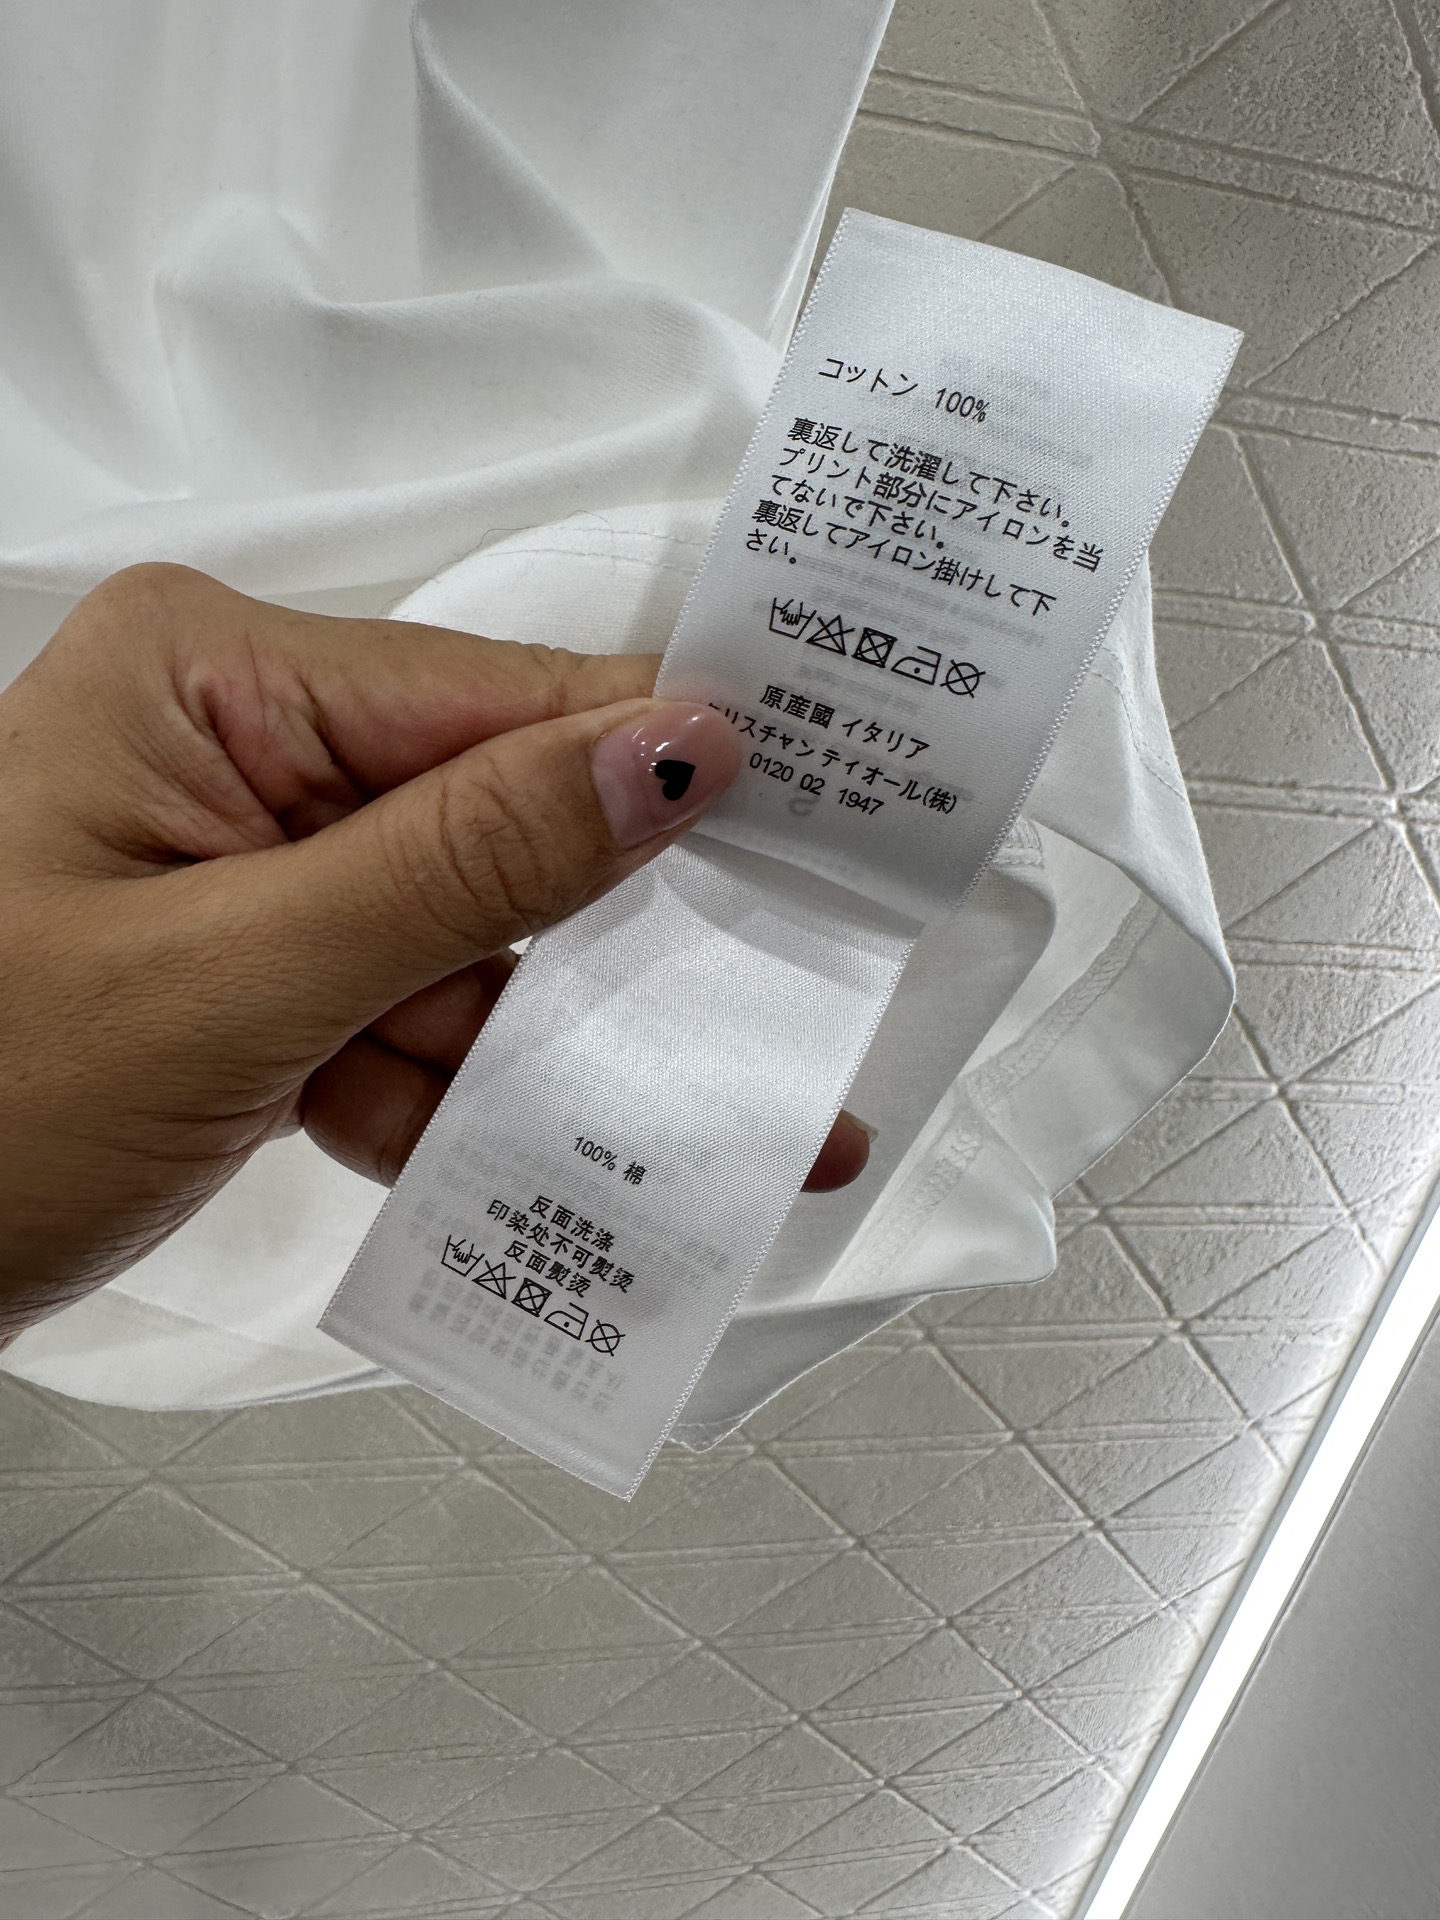 コットン 100%
裏返して洗濯して下さい。
プリント部分にアイロンを当
てないで下さい。
裏返してアイロン掛けして下
さい。
原産國 イタリア
クリスチャン ディオール(株)
0120 02 1947
100% 棉
反面洗涤
印染处不可熨烫
反面熨烫